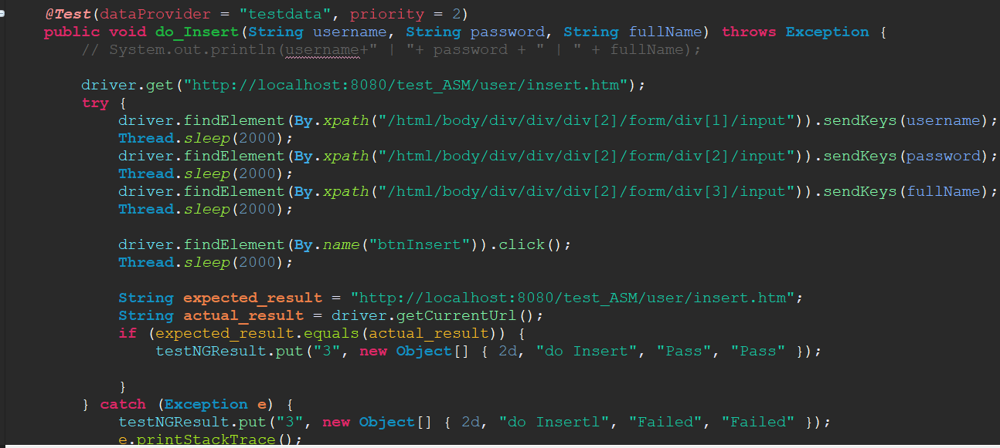 @Test(dataProvider = "testdata", priority = 2)
public void do_Insert(String username, String password, String fullName) throws Exception {
// System.out.println(username+" | "+ password + " | " + fullName);
driver.get("http://localhost:8080/test_ASM/user/insert.htm");
try {
driver.findElement(By.xpath("/html/body/div/div/div[2]/form/div[1]/input")).sendKeys(username);
Thread.sleep(2000);
driver.findElement(By.xpath("/html/body/div/div/div[2]/form/div[2]/input")).sendKeys(password);
Thread.sleep(2000);
driver.findElement(By.xpath("/html/body/div/div/div[2]/form/div[3]/input")).sendKeys(fullName);
Thread.sleep(2000);
driver.findElement(By.name("btnInsert")).click();
Thread.sleep(2000);
String expected_result = "http://localhost:8080/test_ASM/user/insert.htm";
String actual_result = driver.getCurrentUrl();
if (expected_result.equals(actual_result)) {
testNGResult.put("3", new Object[] { 2d, "do Insert", "Pass", "Pass" });
}
} catch (Exception e) {
testNGResult.put("3", new Object[] { 2d, "do Insertl", "Failed", "Failed" });
e.printStackTrace();